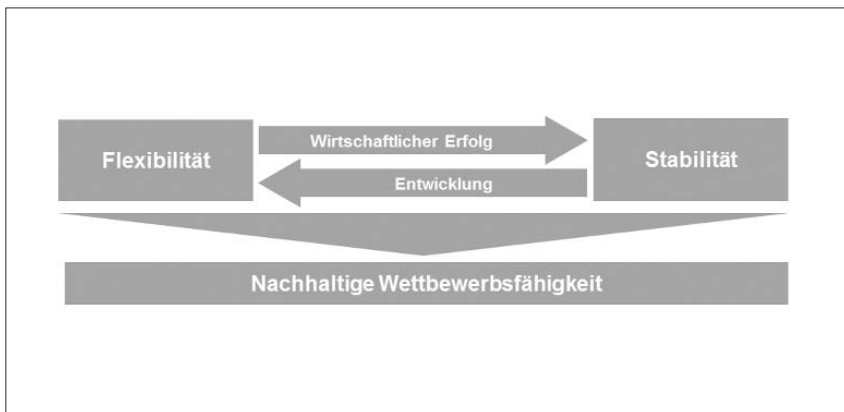 Flexibilität
Wirtschaftlicher Erfolg
Entwicklung
Stabilität
Nachhaltige Wettbewerbsfähigkeit